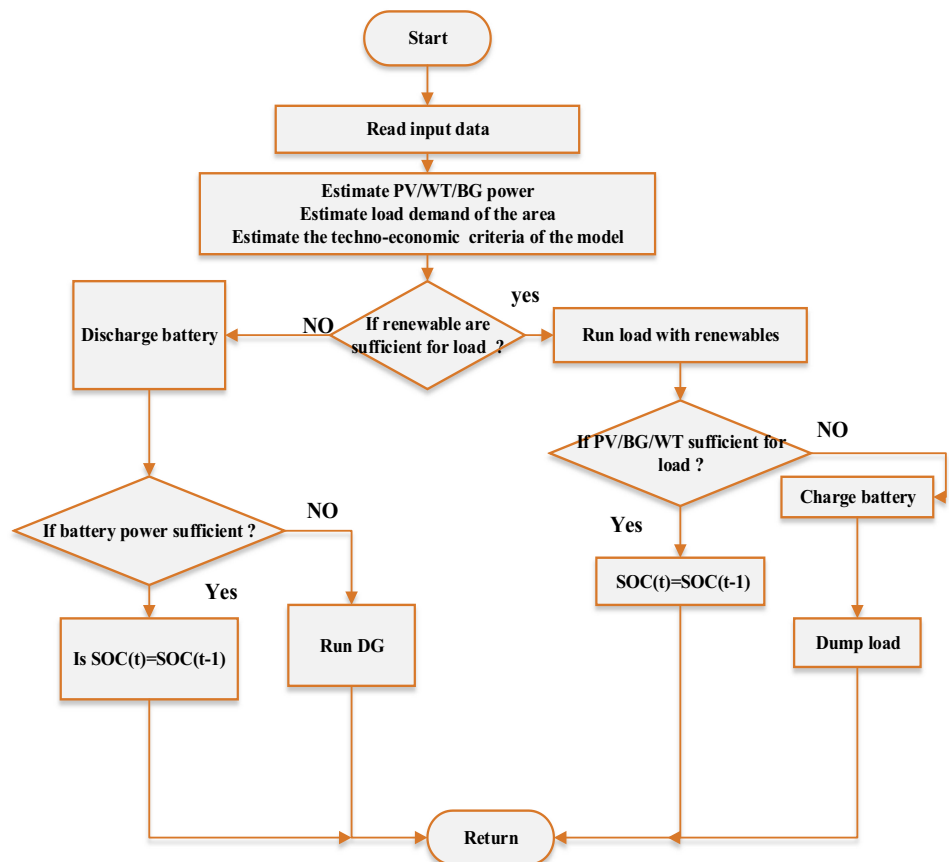 Start
Read input data
Estimate PV/WT/BG power
Estimate load demand of the area
Estimate the techno-economic criteria of the model
yes
NO
Discharge battery
If renewable are
sufficient for load ?
Run load with renewables
If PV/BG/WT sufficient for
load ?
NO
Charge battery
If battery power sufficient ?
NO
Yes
Yes
SOC(t)=SOC(t-1)
Is SOC(t)=SOC(t-1)
Run DG
Dump load
Return